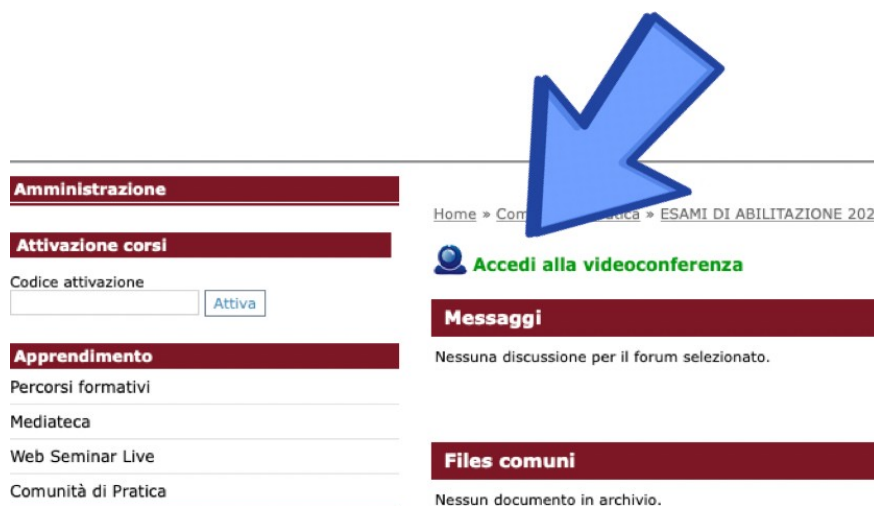 Amministrazione
Attivazione corsi
Codice attivazione
Attiva
Apprendimento
Percorsi formativi
Mediateca
Web Seminar Live
Comunità di Pratica
Home » Com atica » ESAMI DI ABILITAZIONE 202
Accedi alla videoconferenza
Messaggi
Nessuna discussione per il forum selezionato.
Files comuni
Nessun documento in archivio.